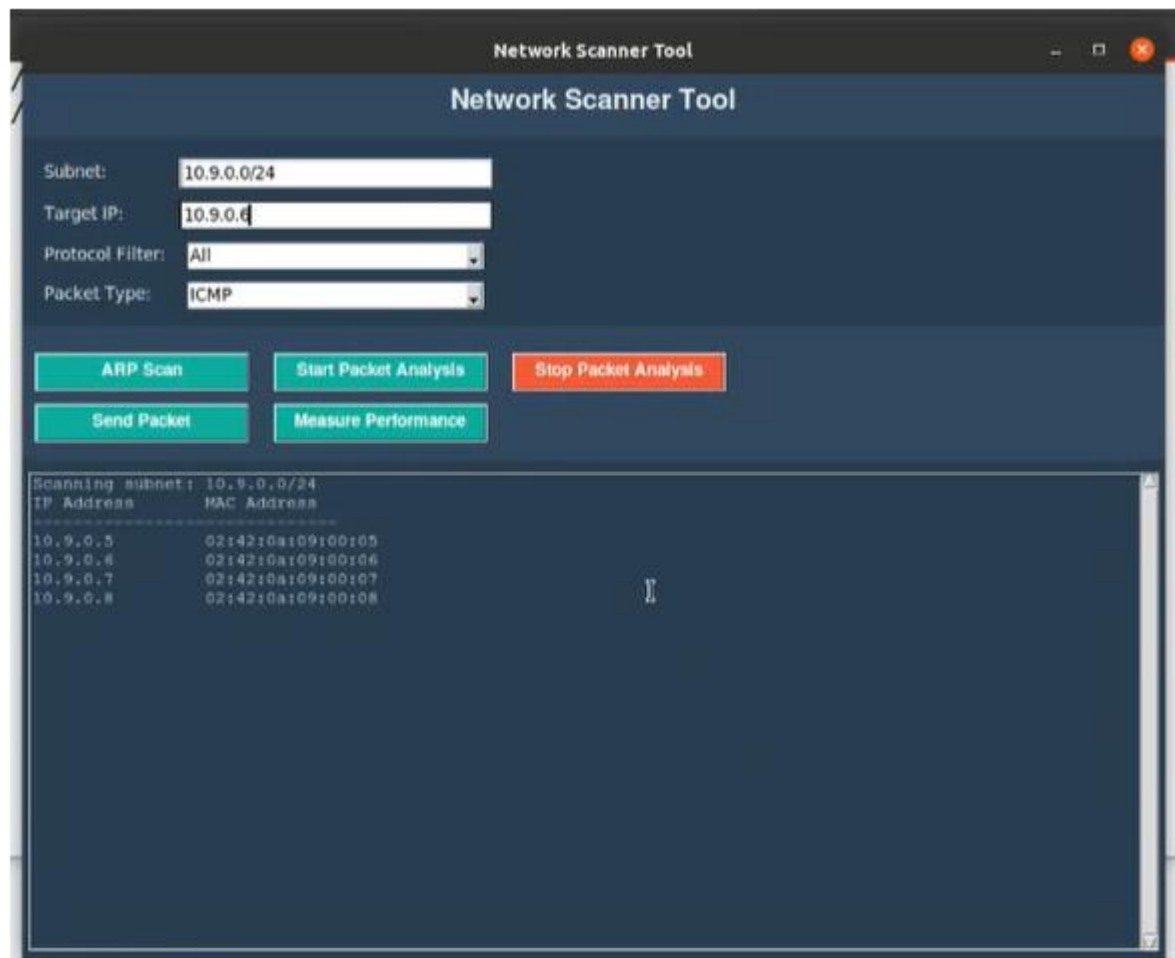 Network Scanner Tool
Network Scanner Tool
Subnet: 10.9.0.0/24
Target IP: 10.9.0.6
Protocol Filter: All
Packet Type: ICMP
ARP Scan Start Packet Analysis Stop Packet Analysis
Send Packet Measure Performance
Scanning subnet: 10.9.0.0/24
IP Address MAC Address
------------------------------
10.9.0.5 02:42:0a:09:00:05
10.9.0.6 02:42:0a:09:00:06
10.9.0.7 02:42:0a:09:00:07
10.9.0.8 02:42:0a:09:00:08